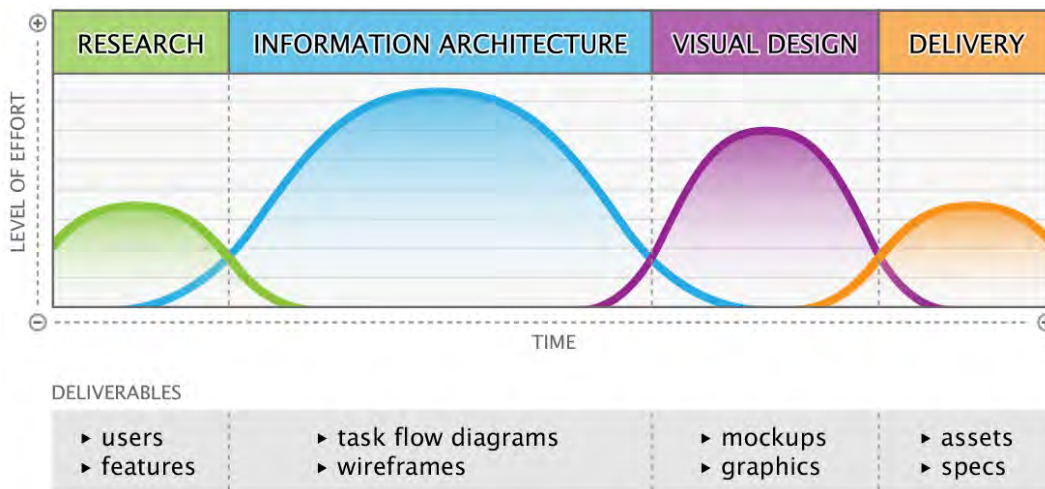 RESEARCH
INFORMATION ARCHITECTURE
VISUAL DESIGN
DELIVERY
LEVEL OF EFFORT
TIME
DELIVERABLES
▸ users
▸ features
▸ task flow diagrams
▸ wireframes
▸ mockups
▸ graphics
▸ assets
▸ specs